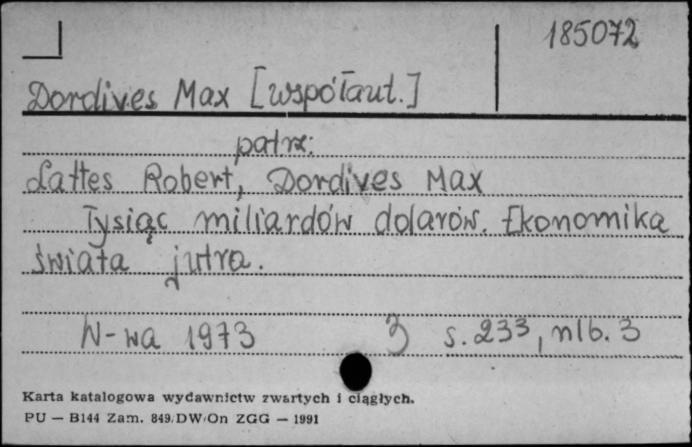 185072
Dordives Max [współaut.]
patrz:
Lattes Robert, Dordives Max
Tysiąc miliardów dolarów. Ekonomika
świata jutra.
W-wa 1973 s. 233, nlb. 3
Karta katalogowa wydawnictw zwartych i ciągłych.
PU — B144 Zam. 849/DW/On ZGG — 1991